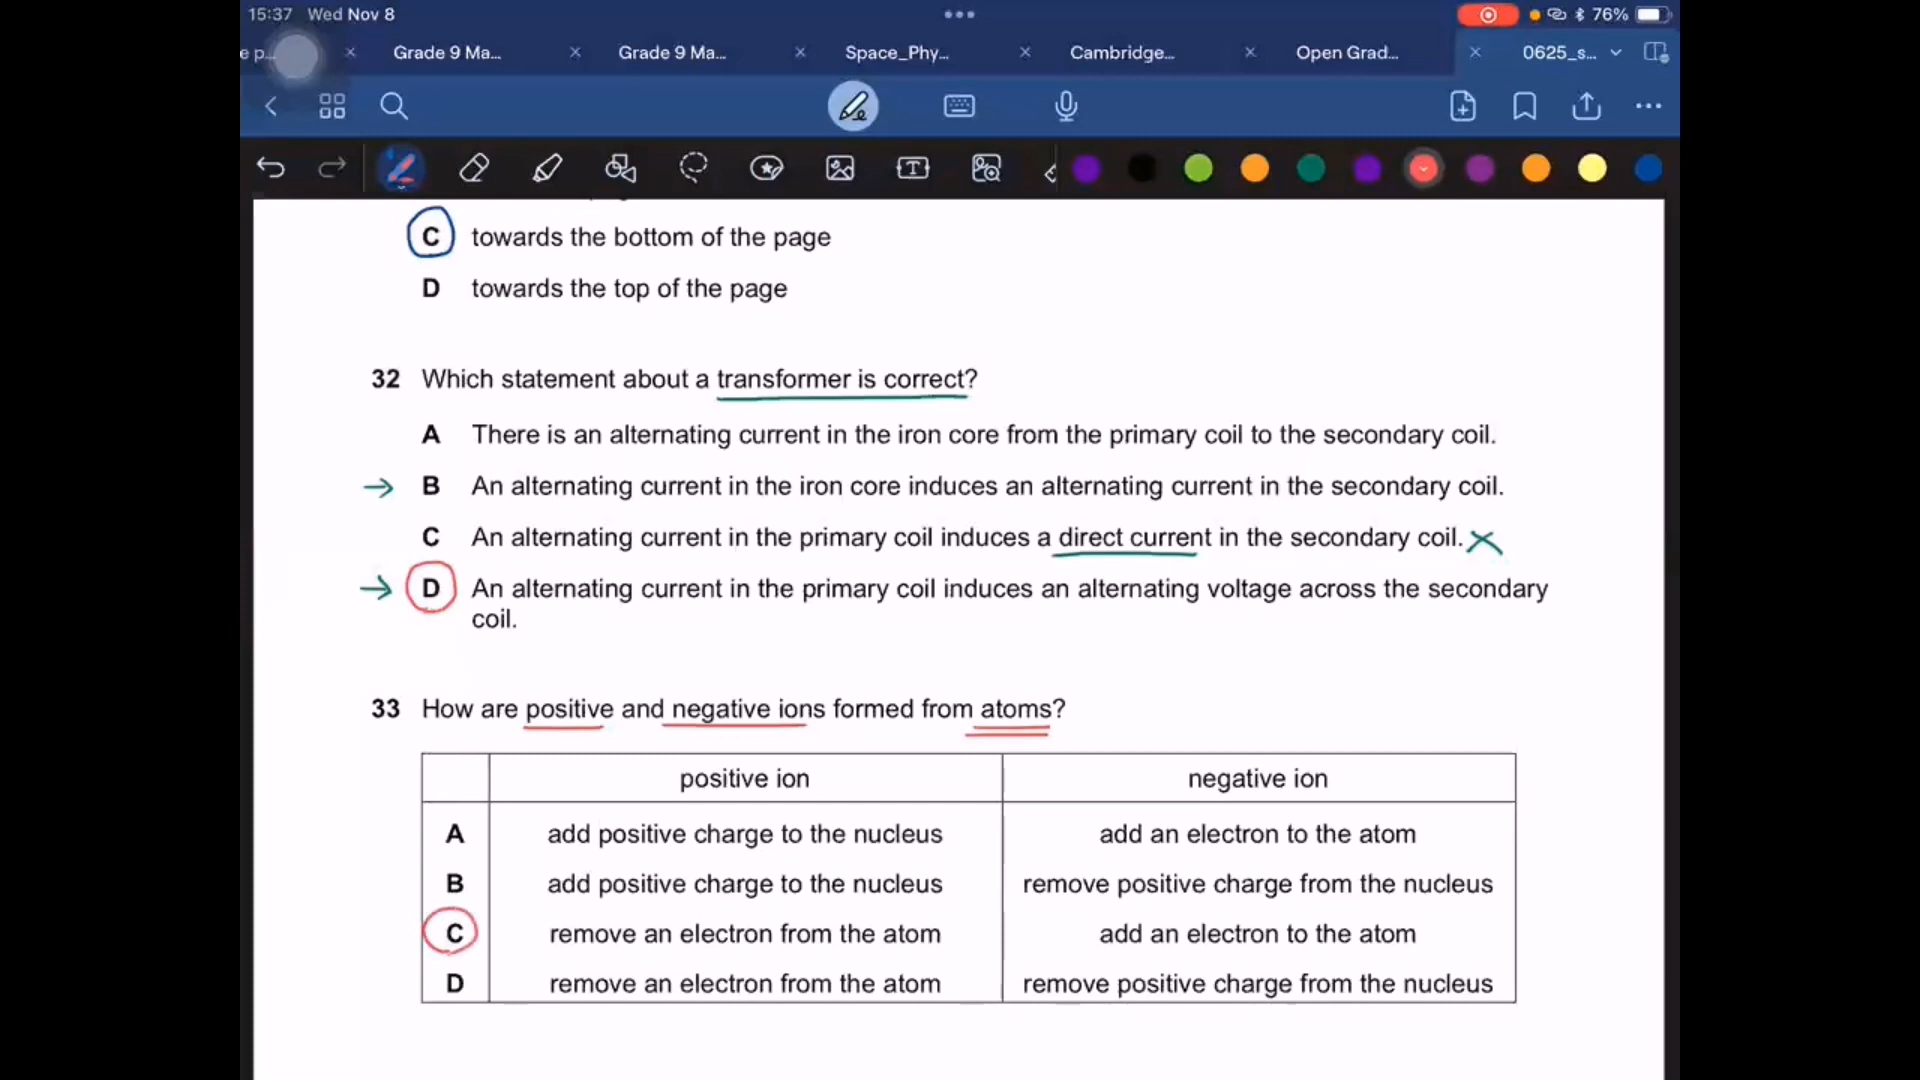 15:37 Wed Nov 8
76%
e p... Grade 9 Ma... Grade 9 Ma... Space_Phy... Cambridge... Open Grad... 0625_s...
C towards the bottom of the page
D towards the top of the page
32 Which statement about a transformer is correct?
A There is an alternating current in the iron core from the primary coil to the secondary coil.
B An alternating current in the iron core induces an alternating current in the secondary coil.
C An alternating current in the primary coil induces a direct current in the secondary coil.
D An alternating current in the primary coil induces an alternating voltage across the secondary
coil.
33 How are positive and negative ions formed from atoms?
positive ion negative ion
A add positive charge to the nucleus add an electron to the atom
B add positive charge to the nucleus remove positive charge from the nucleus
C remove an electron from the atom add an electron to the atom
D remove an electron from the atom remove positive charge from the nucleus